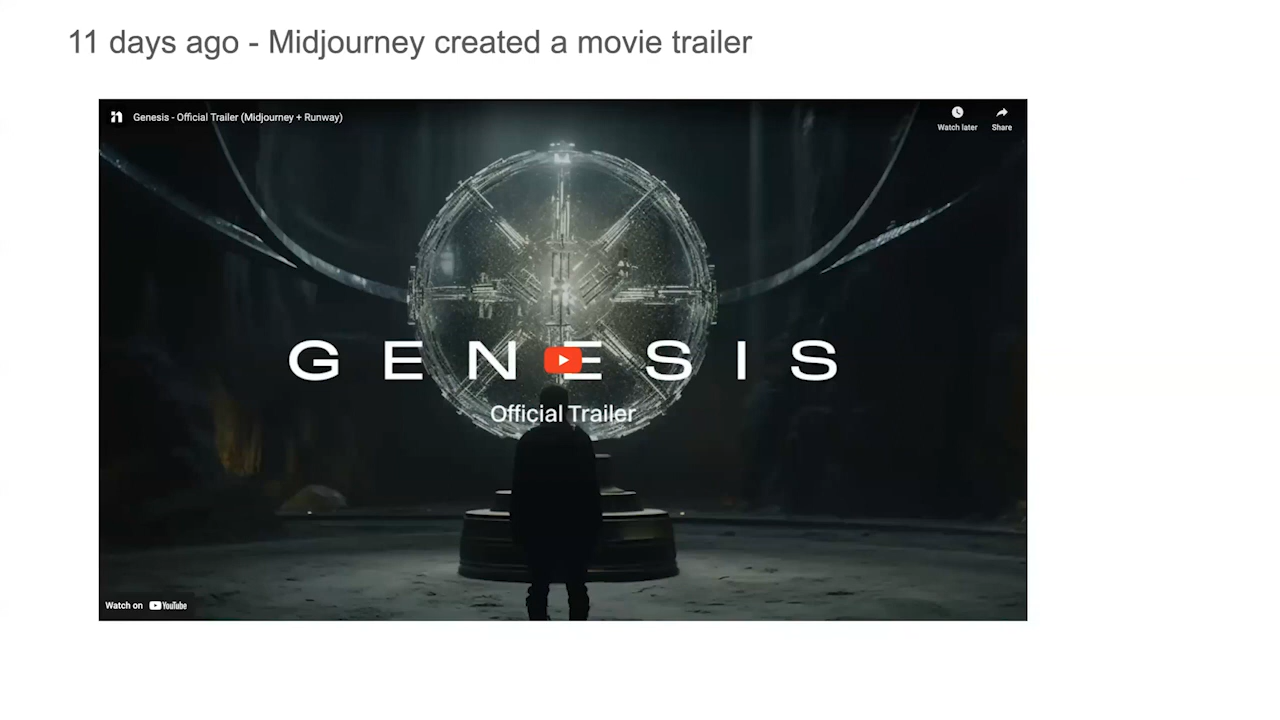 11 days ago - Midjourney created a movie trailer
Genesis - Official Trailer (Midjourney + Runway)
Watch later
Share
GENESIS
Official Trailer
Watch on YouTube